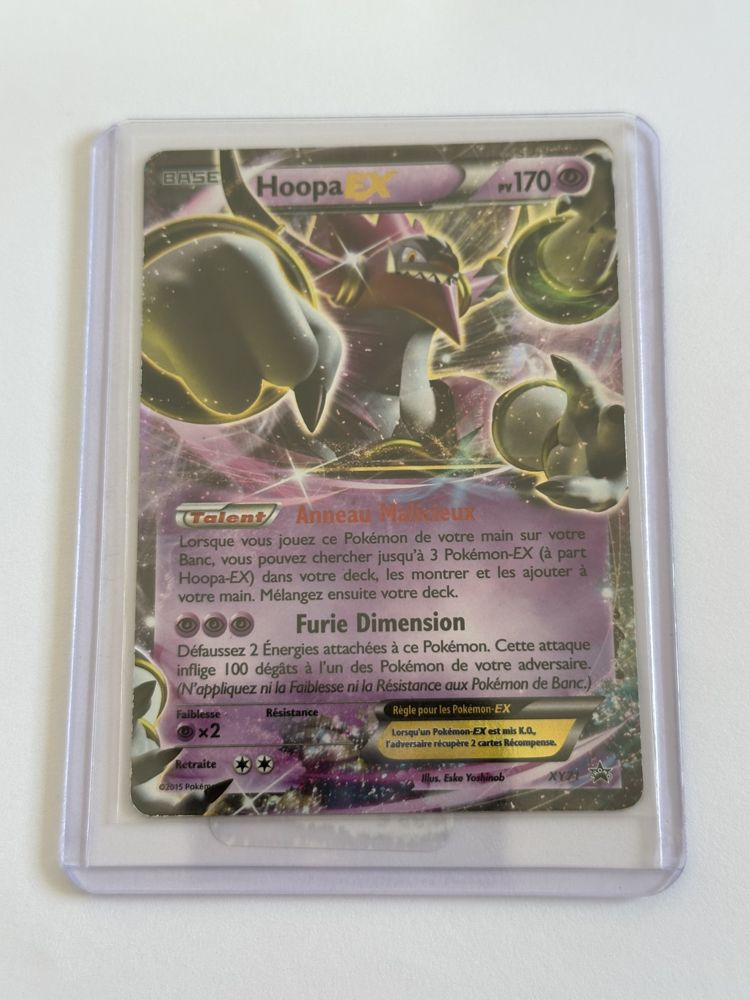 BASE
HoopaEX PV170
Talent Anneau Malicieux
Lorsque vous jouez ce Pokémon de votre main sur votre
Banc, vous pouvez chercher jusqu'à 3 Pokémon-EX (à part
Hoopa-EX) dans votre deck, les montrer et les ajouter à
votre main. Mélangez ensuite votre deck.
Furie Dimension
Défaussez 2 Énergies attachées à ce Pokémon. Cette attaque
inflige 100 dégâts à l'un des Pokémon de votre adversaire.
(N'appliquez ni la Faiblesse ni la Résistance aux Pokémon de Banc.)
Faiblesse Résistance
×2
Règle pour les Pokémon-EX
Lorsqu'un Pokémon-EX est mis K.O.,
l'adversaire récupère 2 cartes Récompense.
Retraite
Illus. Eske Yoshinob
©2015 XY71